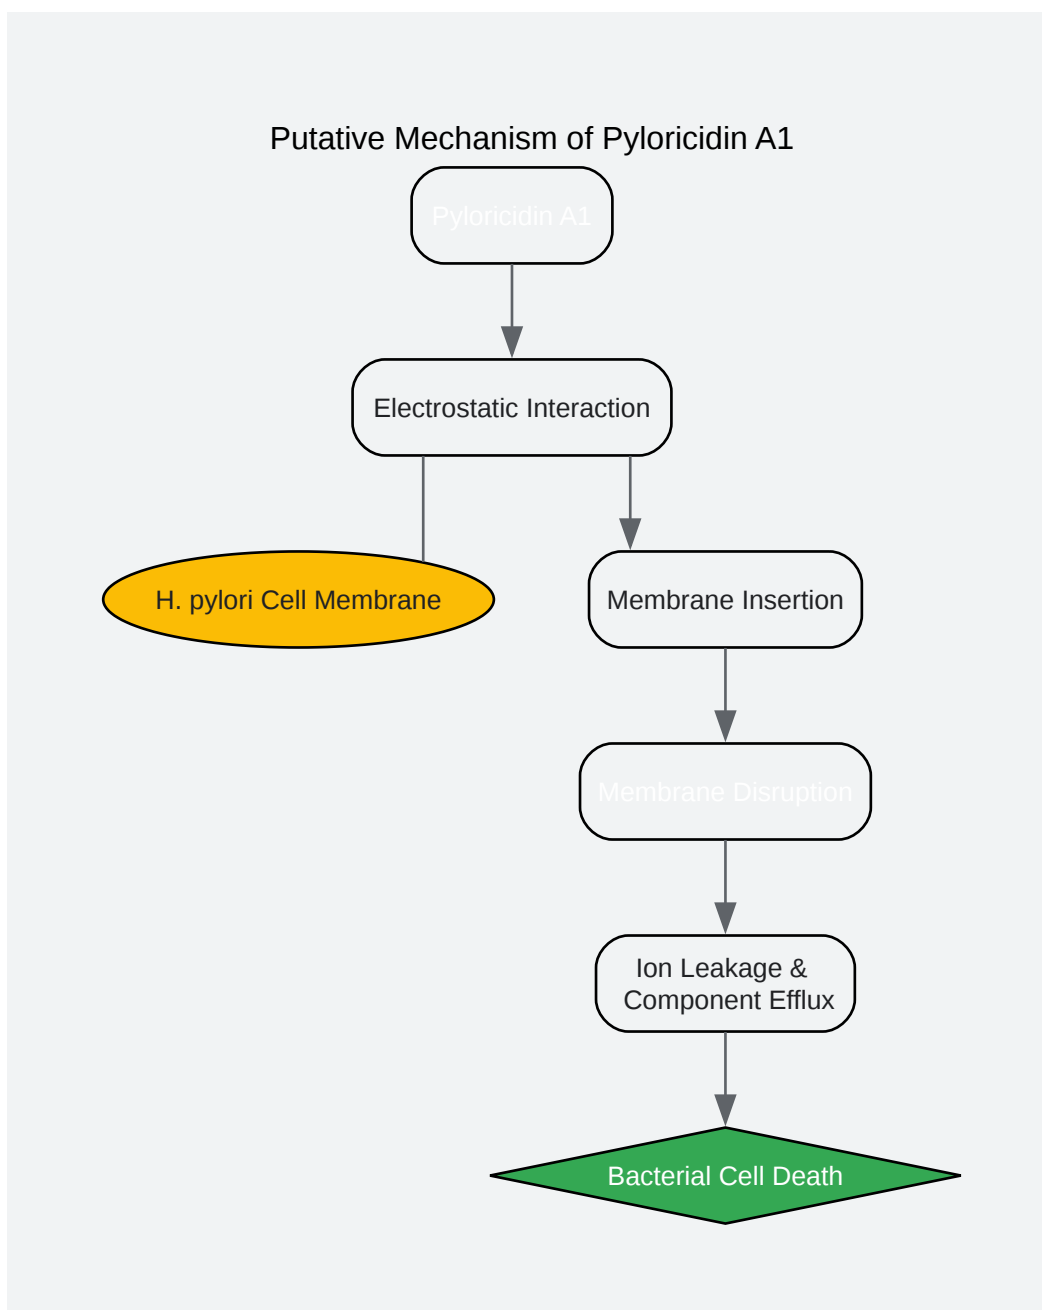 Putative Mechanism of Pyloricidin A1
Pyloricidin A1
Electrostatic Interaction
H. pylori Cell Membrane
Membrane Insertion
Membrane Disruption
Ion Leakage &
Component Efflux
Bacterial Cell Death